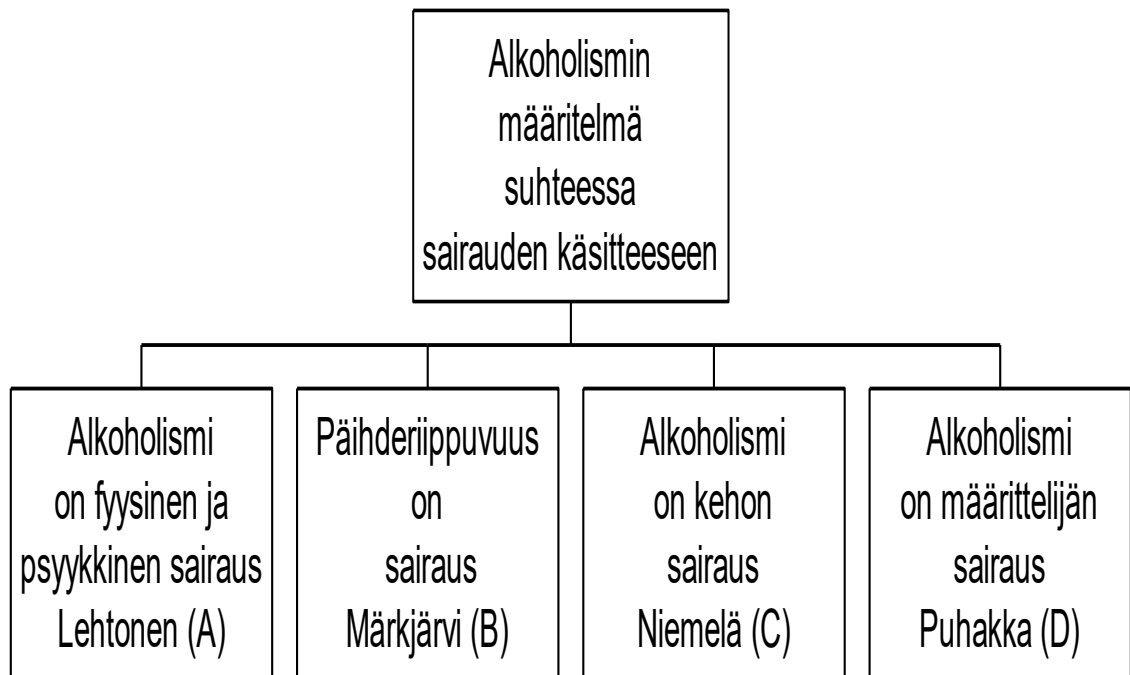 Alkoholismin
määritelmä
suhteessa
sairauden käsitteeseen
Alkoholismi
on fyysinen ja
psyykkinen sairaus
Lehtonen (A)
Päihderiippuvuus
on
sairaus
Märkjärvi (B)
Alkoholismi
on kehon
sairaus
Niemelä (C)
Alkoholismi
on määrittelijän
sairaus
Puhakka (D)